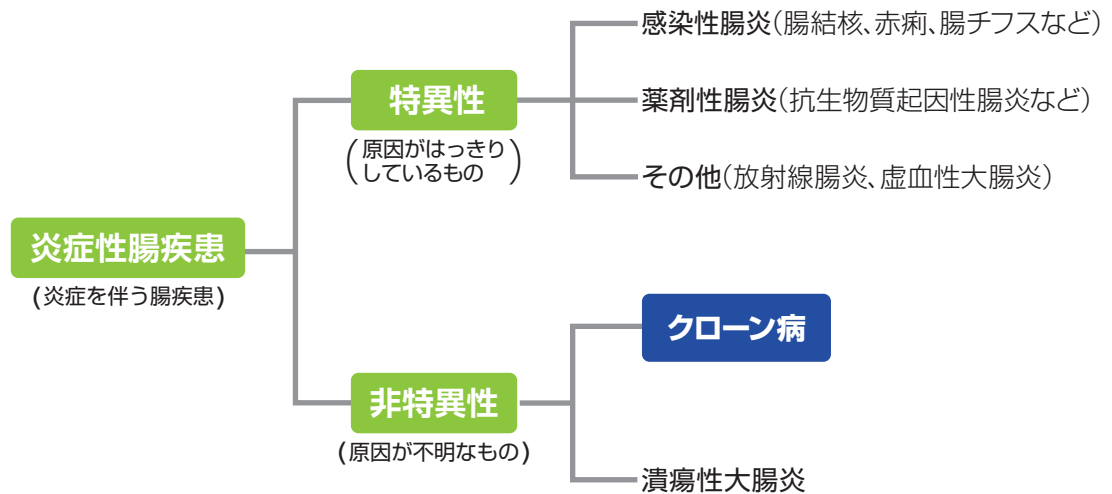 炎症性腸疾患
(炎症を伴う腸疾患)
特異性
(原因がはっきり
しているもの)
感染性腸炎(腸結核、赤痢、腸チフスなど)
薬剤性腸炎(抗生物質起因性腸炎など)
その他(放射線腸炎、虚血性大腸炎)
非特異性
(原因が不明なもの)
クローン病
潰瘍性大腸炎